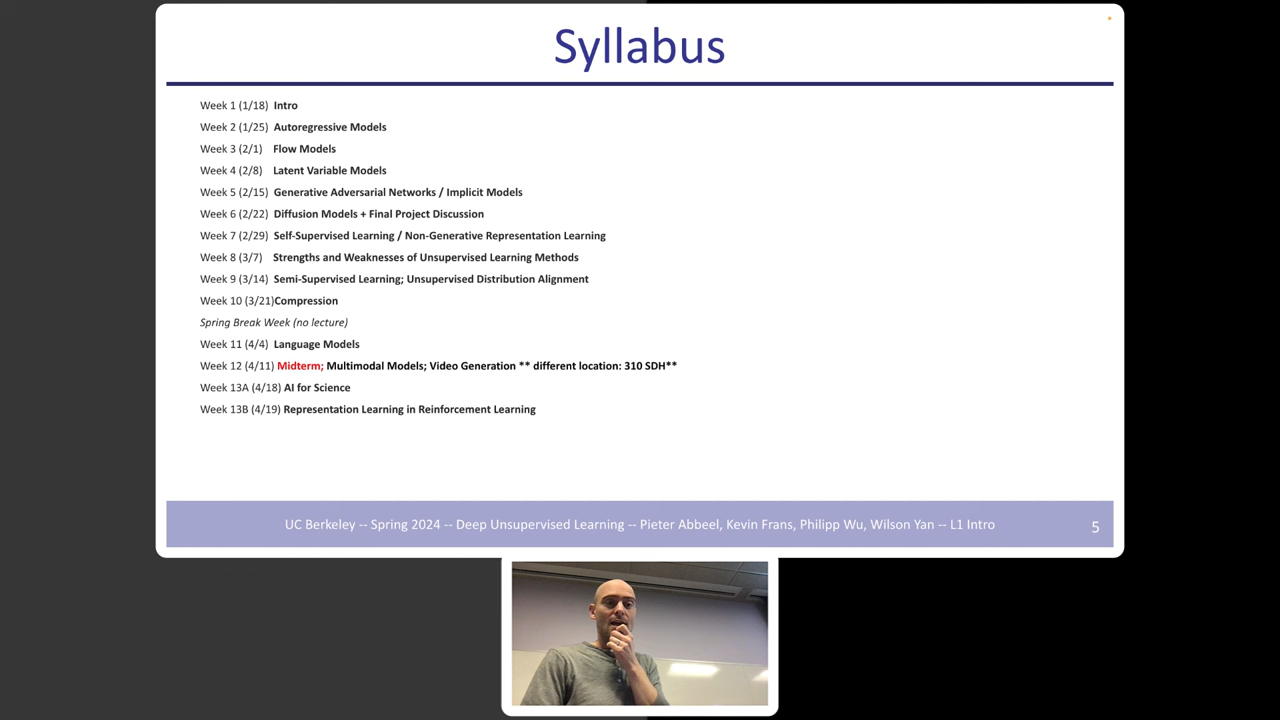 Syllabus
Week 1 (1/18) Intro
Week 2 (1/25) Autoregressive Models
Week 3 (2/1) Flow Models
Week 4 (2/8) Latent Variable Models
Week 5 (2/15) Generative Adversarial Networks / Implicit Models
Week 6 (2/22) Diffusion Models + Final Project Discussion
Week 7 (2/29) Self-Supervised Learning / Non-Generative Representation Learning
Week 8 (3/7) Strengths and Weaknesses of Unsupervised Learning Methods
Week 9 (3/14) Semi-Supervised Learning; Unsupervised Distribution Alignment
Week 10 (3/21)Compression
Spring Break Week (no lecture)
Week 11 (4/4) Language Models
Week 12 (4/11) Midterm; Multimodal Models; Video Generation ** different location: 310 SDH**
Week 13A (4/18) AI for Science
Week 13B (4/19) Representation Learning in Reinforcement Learning
UC Berkeley -- Spring 2024 -- Deep Unsupervised Learning -- Pieter Abbeel, Kevin Frans, Philipp Wu, Wilson Yan -- L1 Intro 5